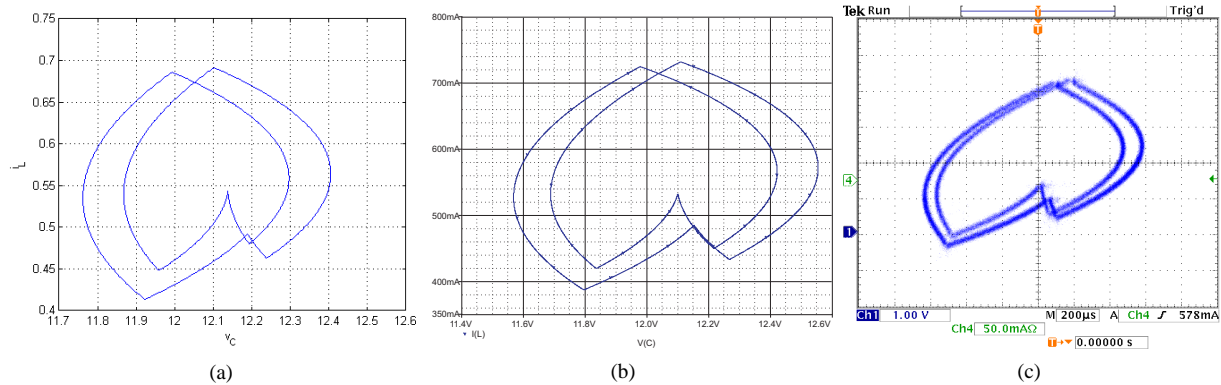 0.75
0.7
0.65
0.6
0.55
0.5
0.45
0.4
i_L
11.7 11.8 11.9 12 12.1 12.2 12.3 12.4 12.5 12.6
v_C
(a)
800mA
700mA
600mA
500mA
400mA
350mA
11.4V 11.6V 11.8V 12.0V 12.2V 12.4V 12.6V
I(L)
V(C)
(b)
Tek Run Trig'd
T
T
4
1
Ch1 1.00 V M 200µs A Ch4 578mA
Ch4 50.0mAΩ
T 0.00000 s
(c)